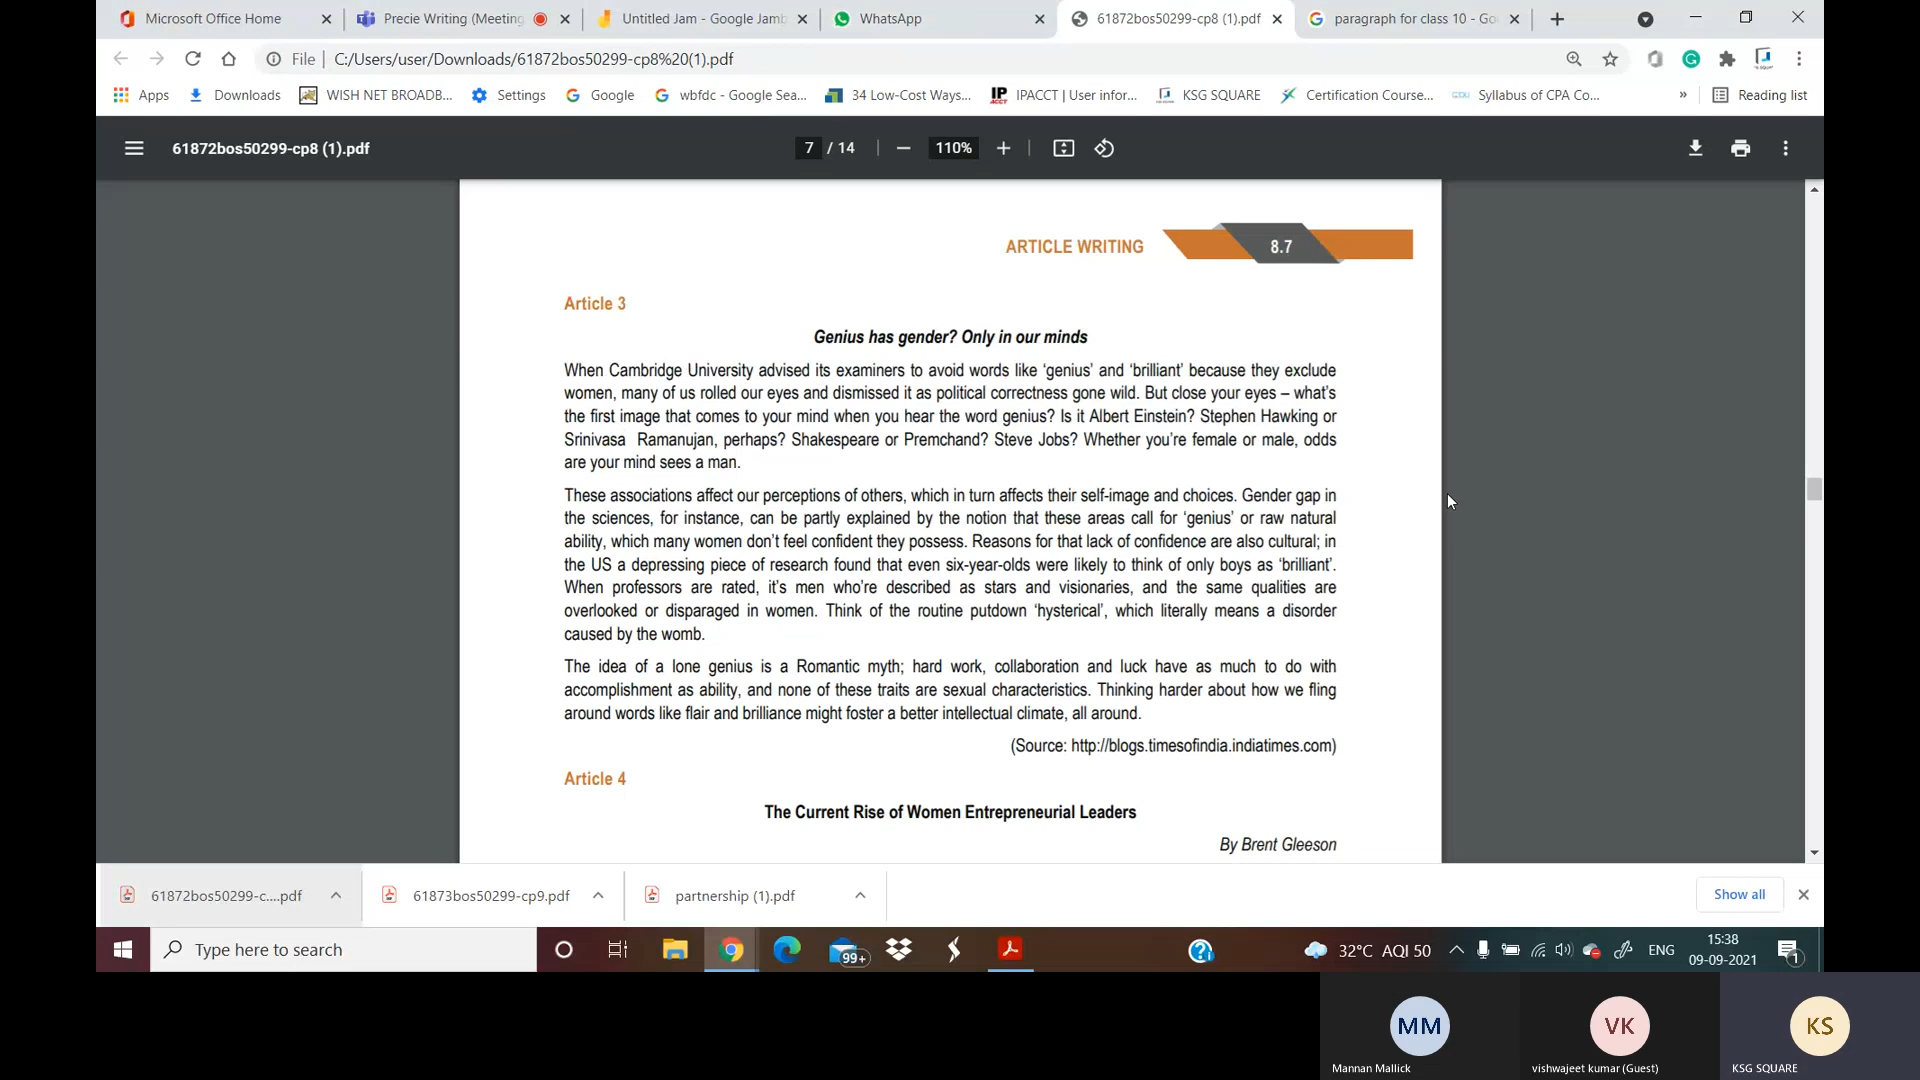 Microsoft Office Home
Precie Writing (Meeting
Untitled Jam - Google Jamb
WhatsApp
61872bos50299-cp8 (1).pdf
paragraph for class 10 - Go
File
C:/Users/user/Downloads/61872bos50299-cp8%20(1).pdf
Apps
Downloads
WISH NET BROADB...
Settings
Google
wbfdc - Google Sea...
34 Low-Cost Ways...
IPACCT | User infor...
KSG SQUARE
Certification Course...
Syllabus of CPA Co...
»
Reading list
61872bos50299-cp8 (1).pdf
7 / 14
110%
ARTICLE WRITING
8.7
Article 3
Genius has gender? Only in our minds
When Cambridge University advised its examiners to avoid words like ‘genius’ and ‘brilliant’ because they exclude
women, many of us rolled our eyes and dismissed it as political correctness gone wild. But close your eyes – what’s
the first image that comes to your mind when you hear the word genius? Is it Albert Einstein? Stephen Hawking or
Srinivasa Ramanujan, perhaps? Shakespeare or Premchand? Steve Jobs? Whether you’re female or male, odds
are your mind sees a man.
These associations affect our perceptions of others, which in turn affects their self-image and choices. Gender gap in
the sciences, for instance, can be partly explained by the notion that these areas call for ‘genius’ or raw natural
ability, which many women don’t feel confident they possess. Reasons for that lack of confidence are also cultural; in
the US a depressing piece of research found that even six-year-olds were likely to think of only boys as ‘brilliant’.
When professors are rated, it’s men who’re described as stars and visionaries, and the same qualities are
overlooked or disparaged in women. Think of the routine putdown ‘hysterical’, which literally means a disorder
caused by the womb.
The idea of a lone genius is a Romantic myth; hard work, collaboration and luck have as much to do with
accomplishment as ability, and none of these traits are sexual characteristics. Thinking harder about how we fling
around words like flair and brilliance might foster a better intellectual climate, all around.
(Source: http://blogs.timesofindia.indiatimes.com)
Article 4
The Current Rise of Women Entrepreneurial Leaders
By Brent Gleeson
61872bos50299-c....pdf
61873bos50299-cp9.pdf
partnership (1).pdf
Show all
Type here to search
99+
32°C AQI 50
ENG
15:38
09-09-2021
1
MM
VK
KS
Mannan Mallick
vishwajeet kumar (Guest)
KSG SQUARE